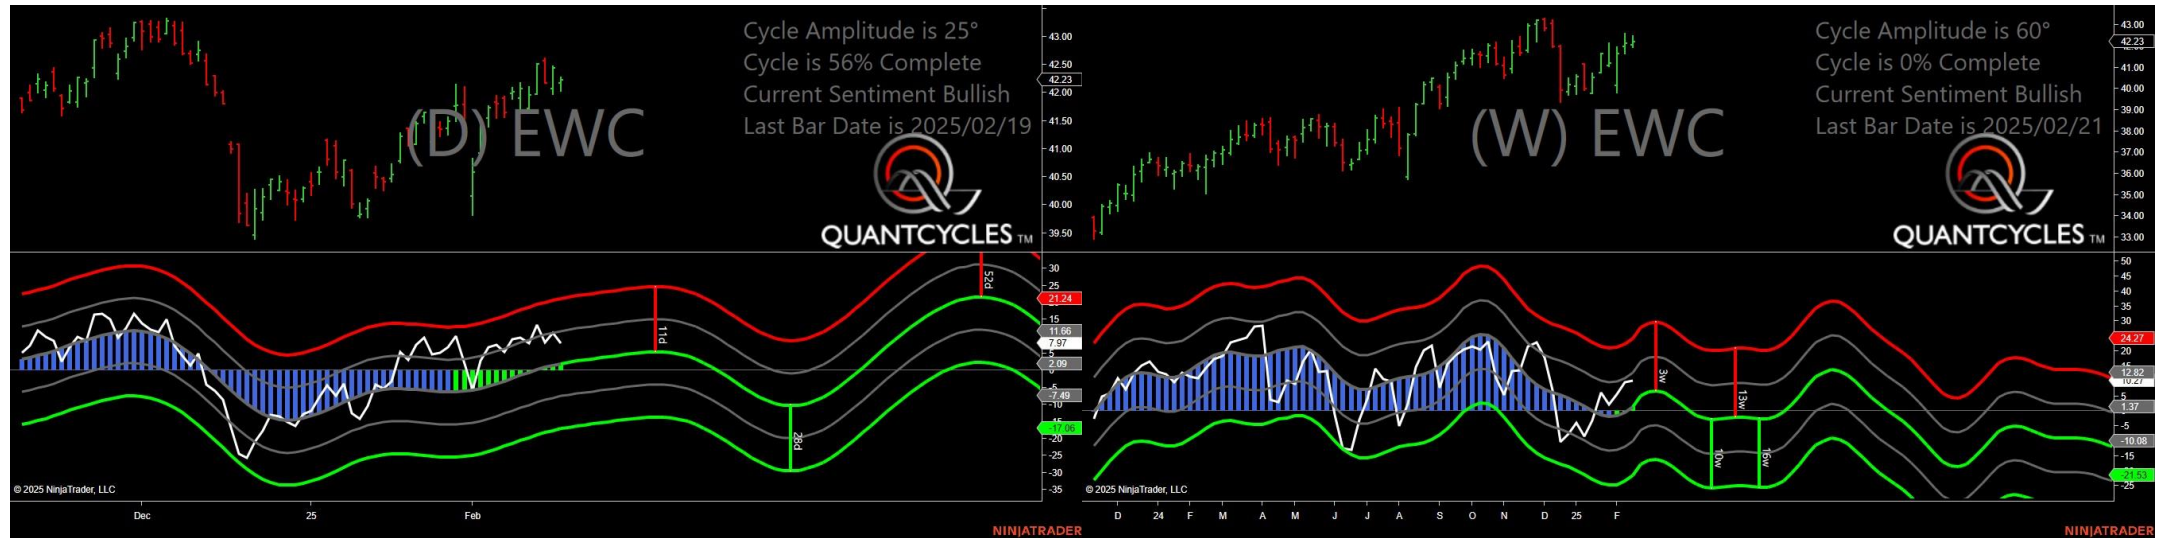 Cycle Amplitude is 25°
Cycle is 56% Complete
Current Sentiment Bullish
Last Bar Date is 2025/02/19
(D) EWC
QUANTCYCLES TM
43.00
42.50
42.23
42.00
41.50
41.00
40.50
40.00
39.50
30
25
21.24
15
11.66
7.97
5
2.09
-5
-7.49
-10
-17.06
-20
-25
-30
-35
11d
28d
52d
© 2025 NinjaTrader, LLC
Dec
25
Feb
NINJATRADER
Cycle Amplitude is 60°
Cycle is 0% Complete
Current Sentiment Bullish
Last Bar Date is 2025/02/21
(W) EWC
QUANTCYCLES TM
43.00
42.23
41.00
40.00
39.00
38.00
37.00
36.00
35.00
34.00
33.00
50
45
40
35
30
24.27
20
12.82
10.27
5
1.37
-5
-10.08
-15
-21.53
-25
3w
13w
10w
16w
© 2025 NinjaTrader, LLC
D
24
F
M
A
M
J
J
A
S
O
N
D
25
F
NINJATRADER